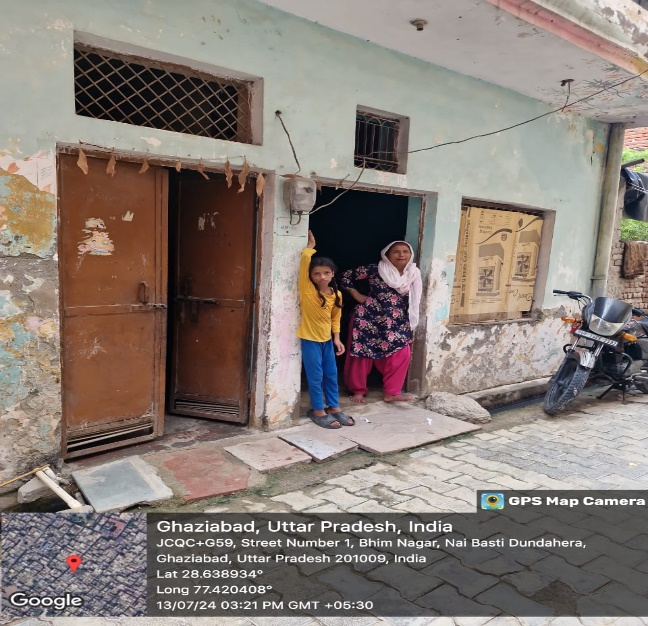 GPS Map Camera
Ghaziabad, Uttar Pradesh, India
JCQC+G59, Street Number 1, Bhim Nagar, Nai Basti Dundahera,
Ghaziabad, Uttar Pradesh 201009, India
Lat 28.638934°
Long 77.420408°
13/07/24 03:21 PM GMT +05:30
Google